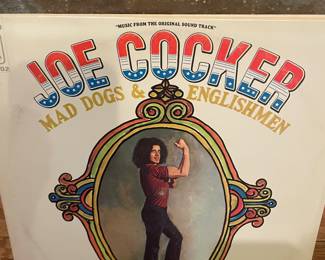 "MUSIC FROM THE ORIGINAL SOUND TRACK"
JOE COCKER
MAD DOGS & ENGLISHMEN